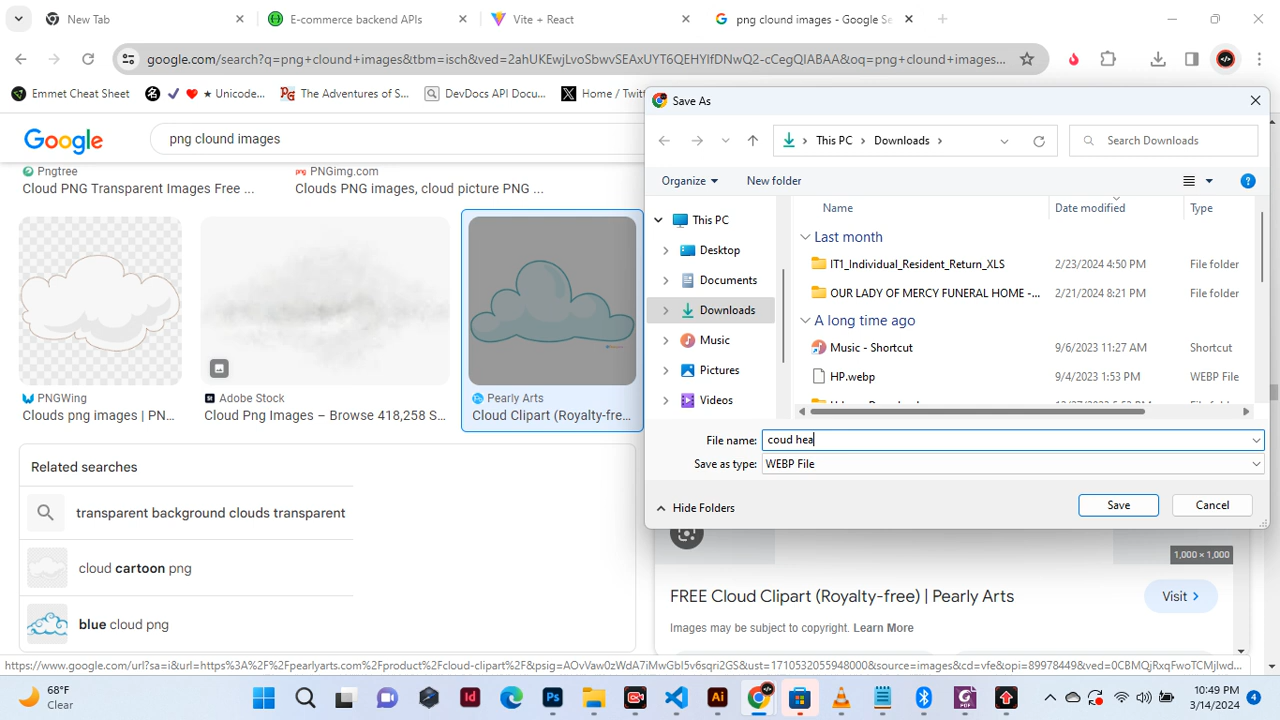 New Tab
E-commerce backend APIs
Vite + React
png clound images - Google Se
google.com/search?q=png+clound+images&tbm=isch&ved=2ahUKEwjLvoSbwvSEAxUYT6QEHYIfDNwQ2-cCegQIABAA&oq=png+clound+images...
Emmet Cheat Sheet
★ Unicode...
The Adventures of S...
DevDocs API Docu...
Home / Twitt
Google
png clound images
Pngtree
Cloud PNG Transparent Images Free ...
PNGimg.com
Clouds PNG images, cloud picture PNG ...
PNGWing
Clouds png images | PN...
Adobe Stock
Cloud Png Images – Browse 418,258 S...
Pearly Arts
Cloud Clipart (Royalty-fre...
Related searches
transparent background clouds transparent
cloud cartoon png
blue cloud png
Save As
This PC
Downloads
Search Downloads
Organize
New folder
This PC
Desktop
Documents
Downloads
Music
Pictures
Videos
Name
Date modified
Type
Last month
IT1_Individual_Resident_Return_XLS
2/23/2024 4:50 PM
File folder
OUR LADY OF MERCY FUNERAL HOME -...
2/21/2024 8:21 PM
File folder
A long time ago
Music - Shortcut
9/6/2023 11:27 AM
Shortcut
HP.webp
9/4/2023 1:53 PM
WEBP File
File name:
coud hea
Save as type:
WEBP File
Hide Folders
Save
Cancel
1,000 × 1,000
FREE Cloud Clipart (Royalty-free) | Pearly Arts
Visit
Images may be subject to copyright. Learn More
https://www.google.com/url?sa=i&url=https%3A%2F%2Fpearlyarts.com%2Fproduct%2Fcloud-clipart%2F&psig=AOvVaw0zWdA7iMwGbI5v6sqri2GS&ust=1710532055948000&source=images&cd=vfe&opi=89978449&ved=0CBMQjRxqFwoTCMjIwd...
68°F
Clear
10:49 PM
3/14/2024
4